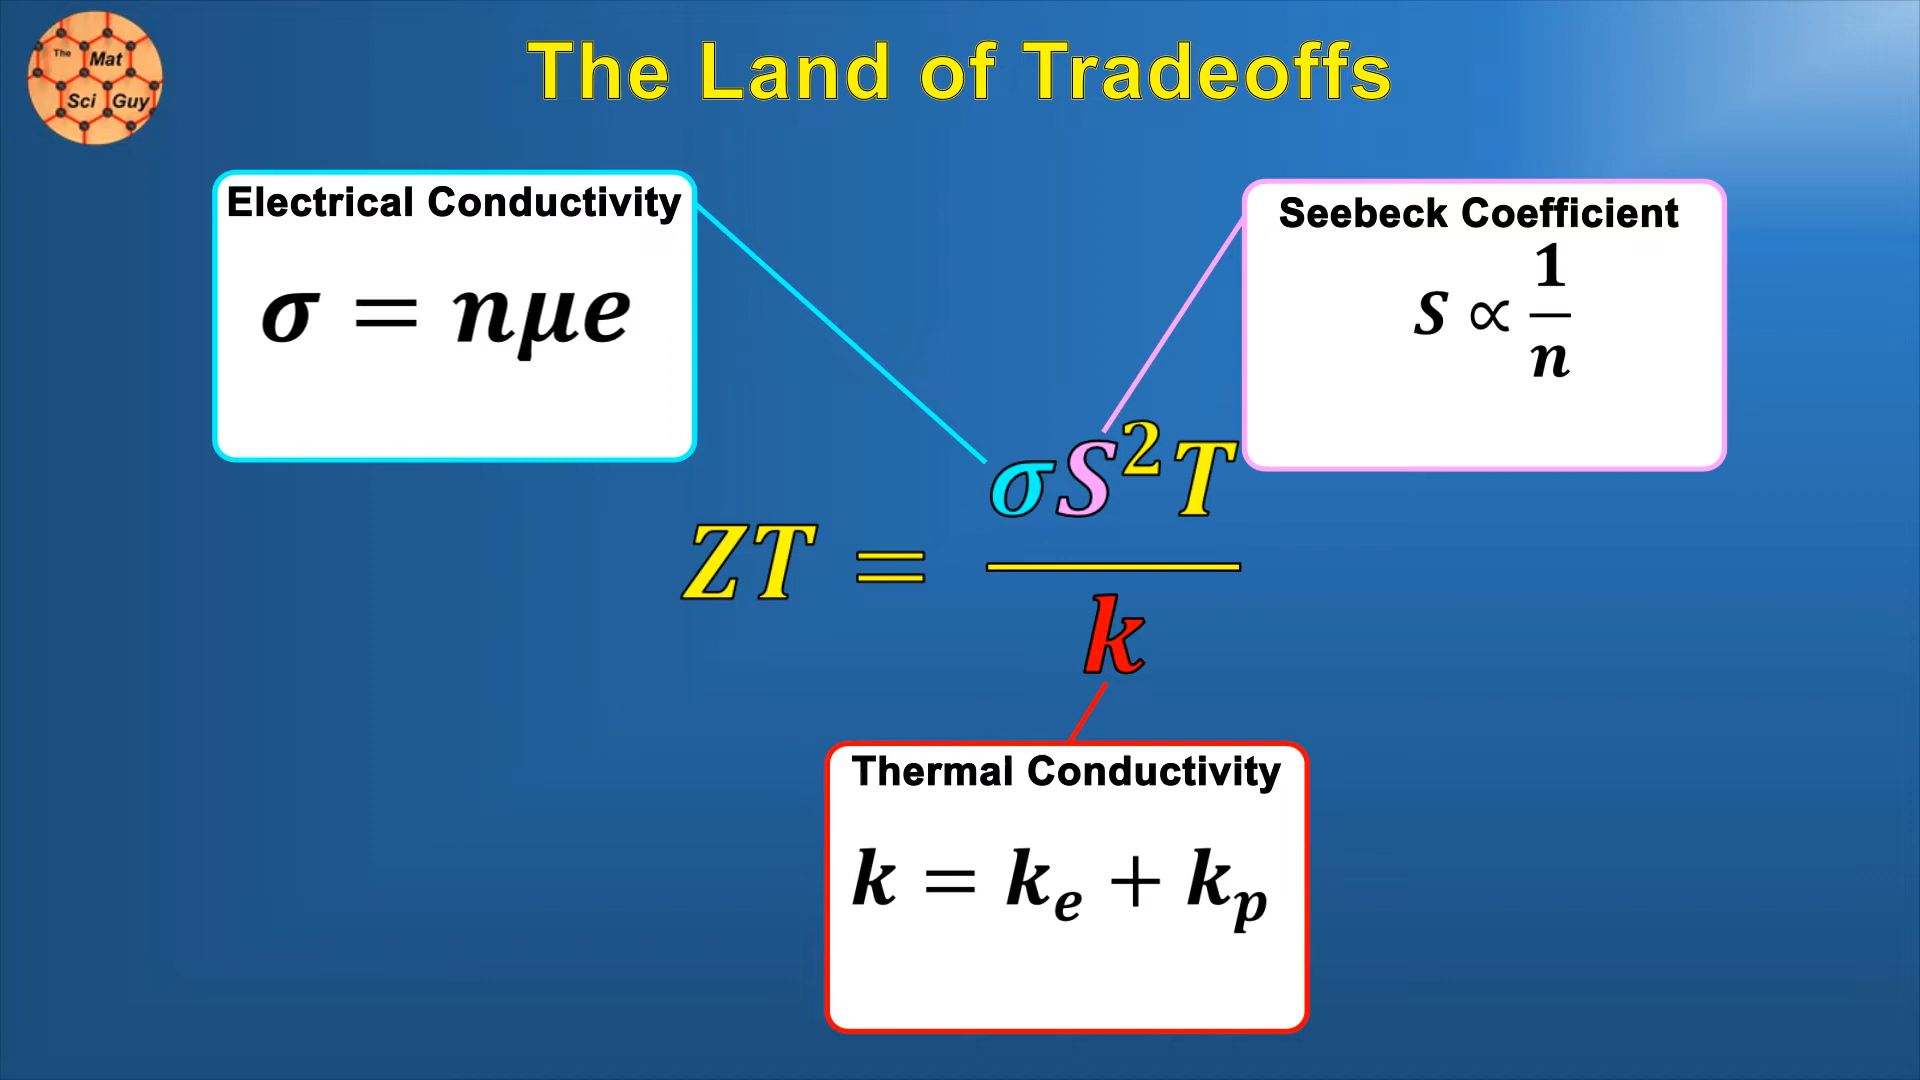 The
Mat
Sci Guy
The Land of Tradeoffs
Electrical Conductivity
σ = nμe
Seebeck Coefficient
S ∝ 1/n
ZT = σS²T/k
Thermal Conductivity
k = kₑ + kₚ